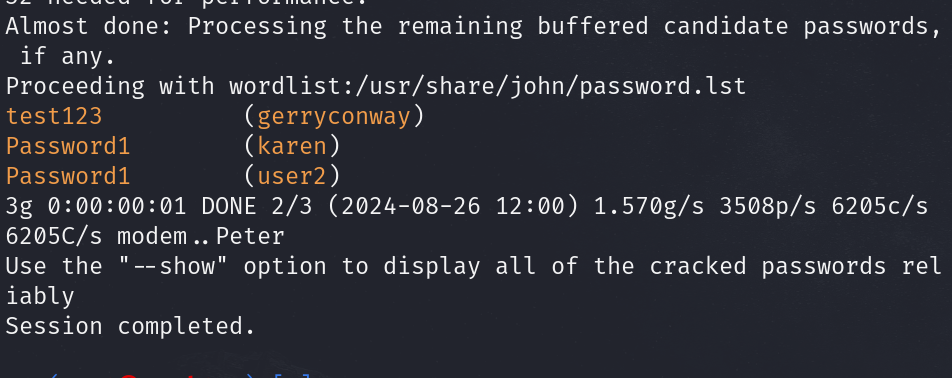 32 needed for performance.
Almost done: Processing the remaining buffered candidate passwords,
 if any.
Proceeding with wordlist:/usr/share/john/password.lst
test123          (gerryconway)
Password1        (karen)
Password1        (user2)
3g 0:00:00:01 DONE 2/3 (2024-08-26 12:00) 1.570g/s 3508p/s 6205c/s
6205C/s modem..Peter
Use the "--show" option to display all of the cracked passwords rel
iably
Session completed.